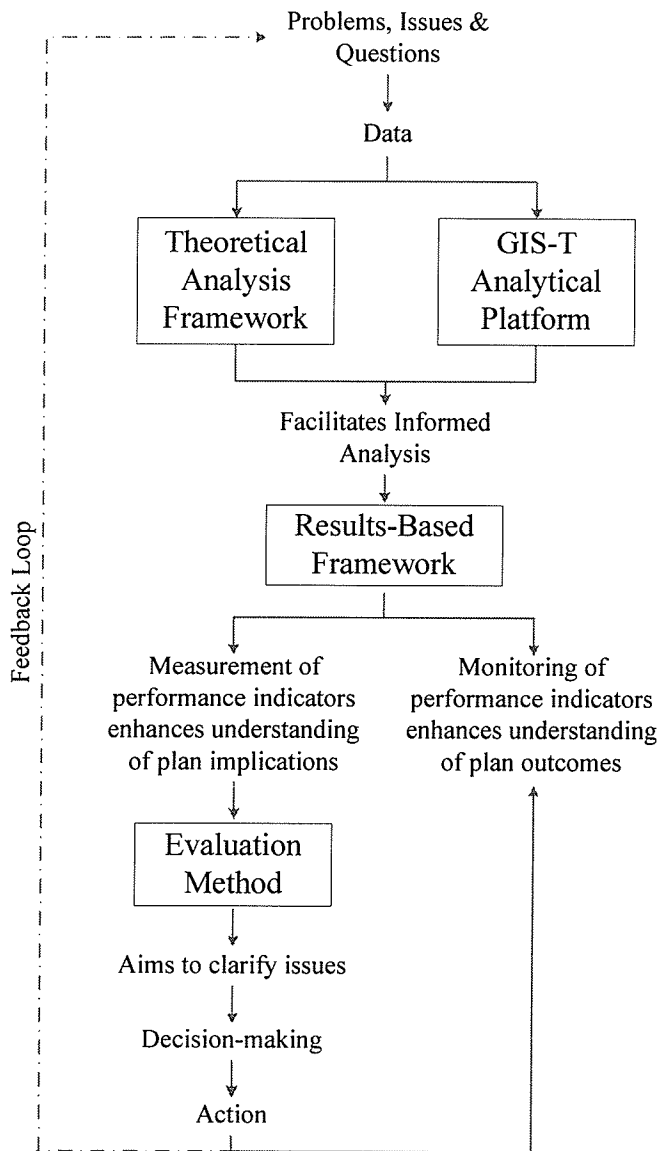 Problems, Issues &
Questions
Data
Theoretical
Analysis
Framework
GIS-T
Analytical
Platform
Facilitates Informed
Analysis
Results-Based
Framework
Feedback Loop
Measurement of
performance indicators
enhances understanding
of plan implications
Monitoring of
performance indicators
enhances understanding
of plan outcomes
Evaluation
Method
Aims to clarify issues
Decision-making
Action